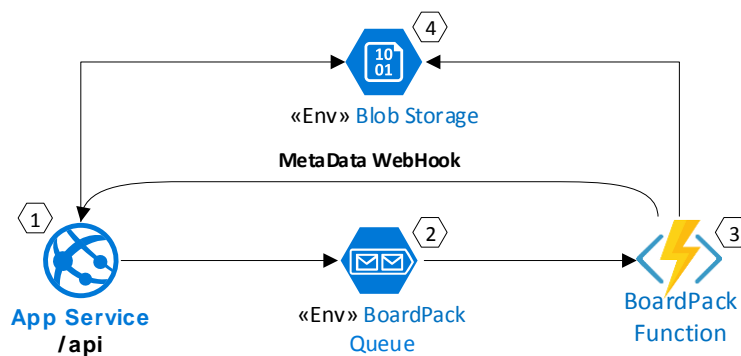 4
10
01
«Env» Blob Storage
MetaData WebHook
1
2
3
App Service
/api
«Env» BoardPack
Queue
BoardPack
Function